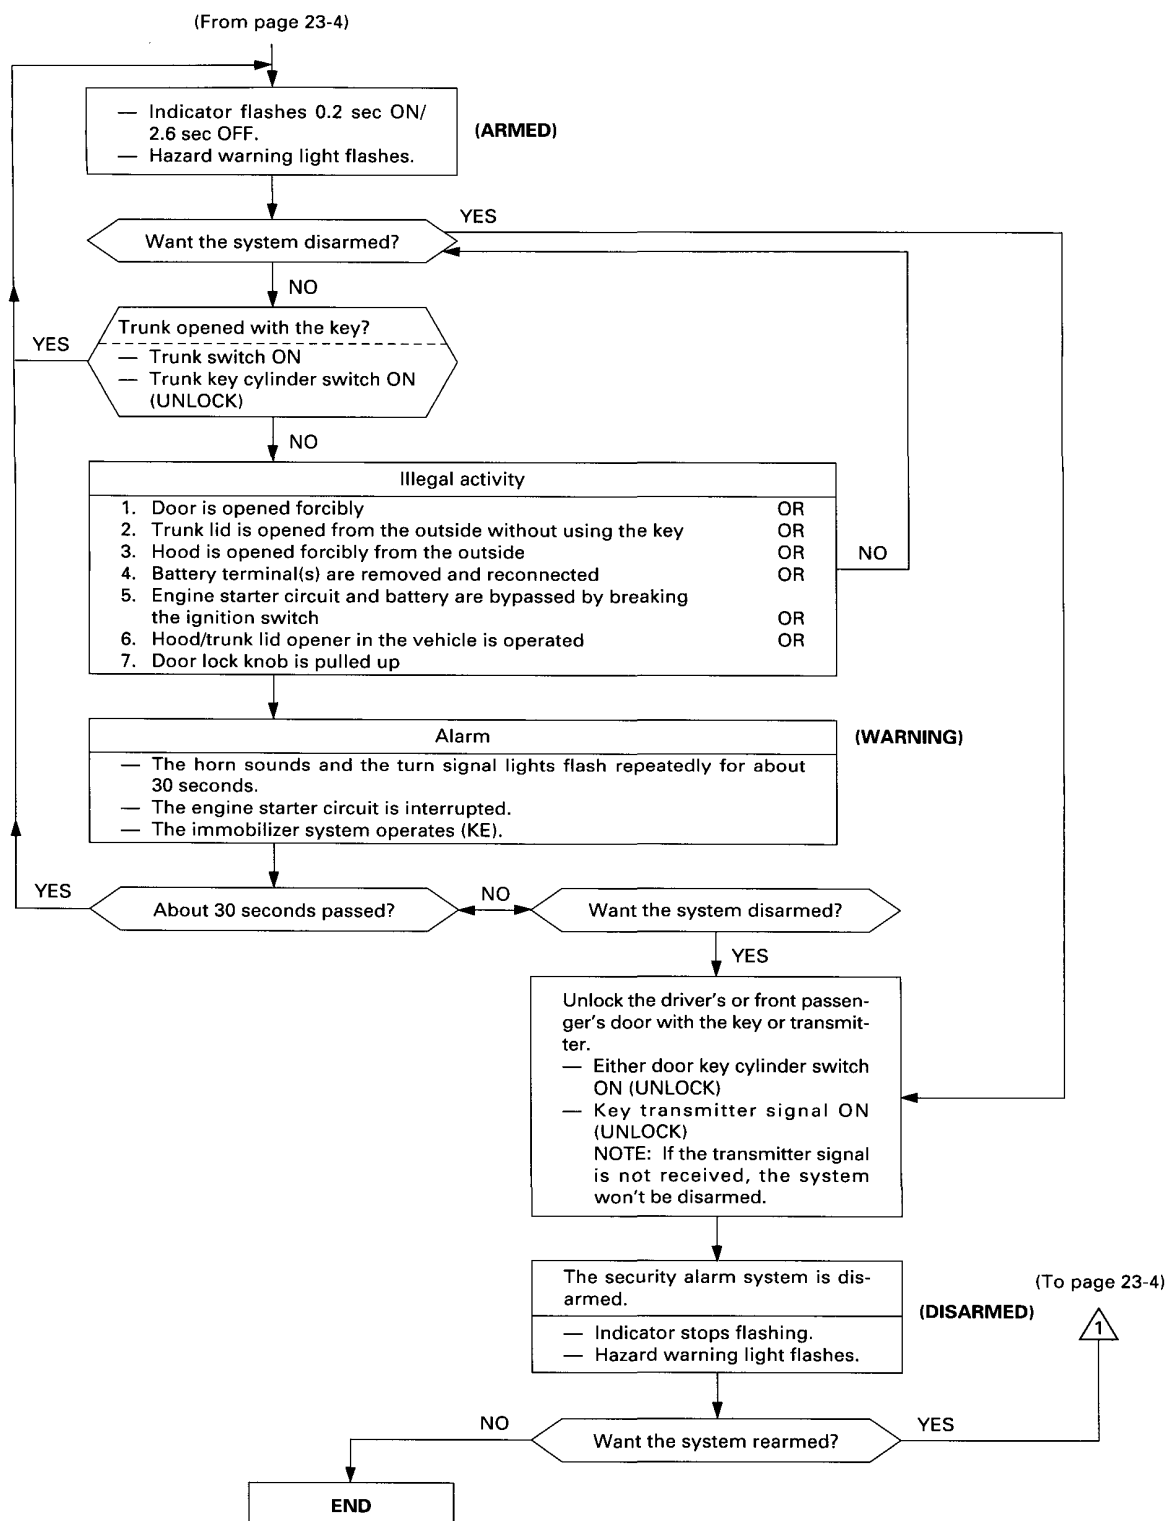 (From page 23-4)
— Indicator flashes 0.2 sec ON/
2.6 sec OFF.
— Hazard warning light flashes.
(ARMED)
YES
Want the system disarmed?
NO
Trunk opened with the key?
YES
— Trunk switch ON
— Trunk key cylinder switch ON
(UNLOCK)
NO
Illegal activity
1. Door is opened forcibly OR
2. Trunk lid is opened from the outside without using the key OR
3. Hood is opened forcibly from the outside OR
NO
4. Battery terminal(s) are removed and reconnected OR
5. Engine starter circuit and battery are bypassed by breaking
the ignition switch OR
6. Hood/trunk lid opener in the vehicle is operated OR
7. Door lock knob is pulled up
Alarm
(WARNING)
— The horn sounds and the turn signal lights flash repeatedly for about
30 seconds.
— The engine starter circuit is interrupted.
— The immobilizer system operates (KE).
YES
About 30 seconds passed?
NO
Want the system disarmed?
YES
Unlock the driver's or front passen-
ger's door with the key or transmit-
ter.
— Either door key cylinder switch
ON (UNLOCK)
— Key transmitter signal ON
(UNLOCK)
NOTE: If the transmitter signal
is not received, the system
won't be disarmed.
The security alarm system is dis-
armed.
(DISARMED)
— Indicator stops flashing.
— Hazard warning light flashes.
(To page 23-4)
1
NO
Want the system rearmed?
YES
END